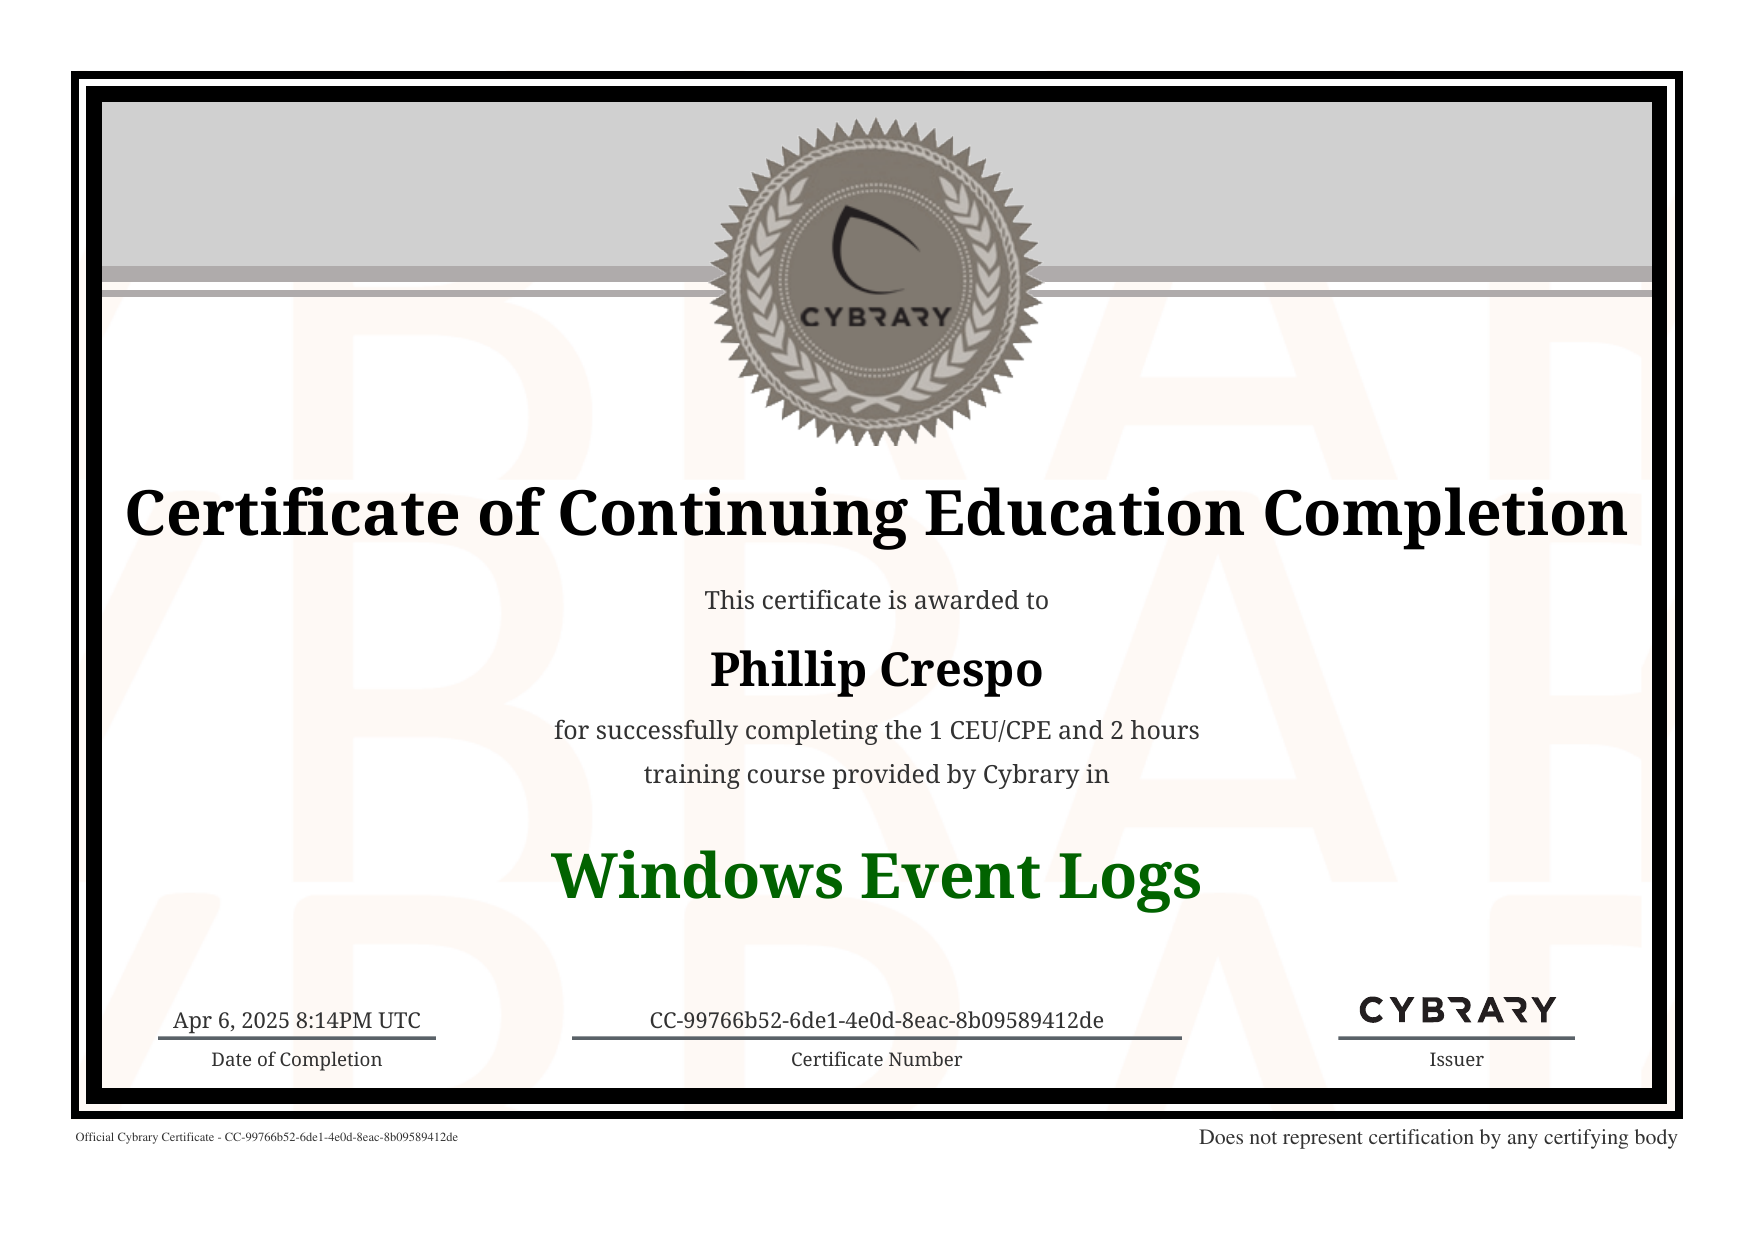 CYBRARY
Certificate of Continuing Education Completion
This certificate is awarded to
Phillip Crespo
for successfully completing the 1 CEU/CPE and 2 hours
training course provided by Cybrary in
Windows Event Logs
Apr 6, 2025 8:14PM UTC
Date of Completion
CC-99766b52-6de1-4e0d-8eac-8b09589412de
Certificate Number
CYBRARY
Issuer
Official Cybrary Certificate - CC-99766b52-6de1-4e0d-8eac-8b09589412de
Does not represent certification by any certifying body